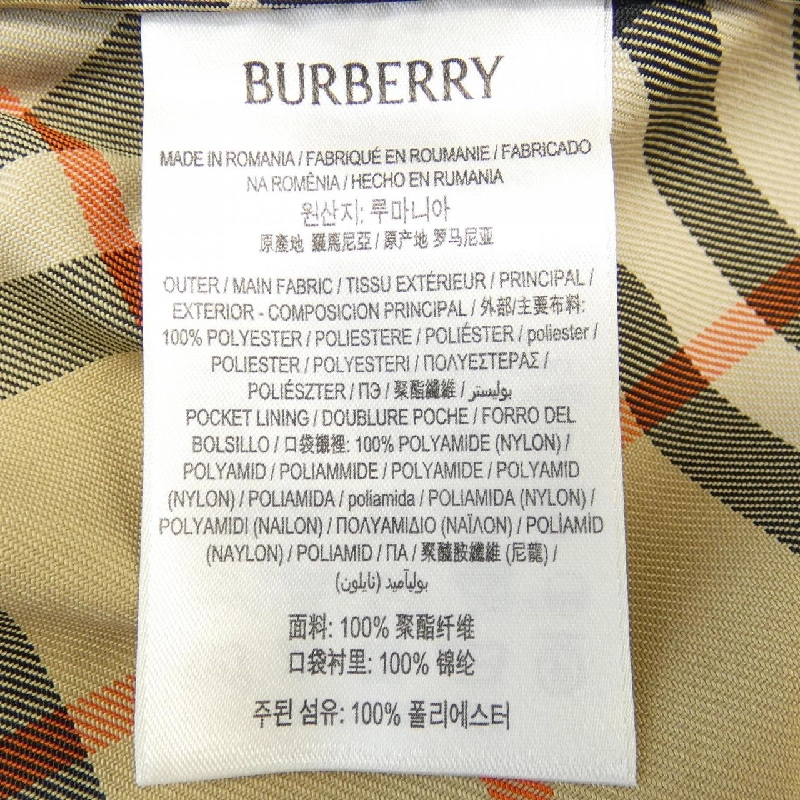 BURBERRY
MADE IN ROMANIA / FABRIQUÉ EN ROUMANIE / FABRICADO
NA ROMÊNIA / HECHO EN RUMANIA
원산지: 루마니아
原產地 羅馬尼亞 / 原产地 罗马尼亚
OUTER / MAIN FABRIC / TISSU EXTÉRIEUR / PRINCIPAL /
EXTERIOR - COMPOSICION PRINCIPAL / 外部/主要布料:
100% POLYESTER / POLIESTERE / POLIÉSTER / poliester /
POLIESTER / POLYESTERI / ΠΟΛΥΕΣΤΕΡΑΣ /
POLIÉSZTER / ПЭ / 聚酯纖維 / بوليستر /
POCKET LINING / DOUBLURE POCHE / FORRO DEL
BOLSILLO / 口袋襯裡: 100% POLYAMIDE (NYLON) /
POLYAMID / POLIAMMIDE / POLYAMIDE / POLYAMID
(NYLON) / POLIAMIDA / poliamida / POLIAMIDA (NYLON) /
POLYAMIDI (NAILON) / ΠΟΛΥΑΜΙΔΙΟ (ΝΑΪΛΟΝ) / POLÍAMID
(NAYLON) / POLIAMID / ПА / 聚醯胺纖維 (尼龍) /
بوليآميد (نايلون)
面料: 100% 聚酯纤维
口袋衬里: 100% 锦纶
주된 섬유: 100% 폴리에스터